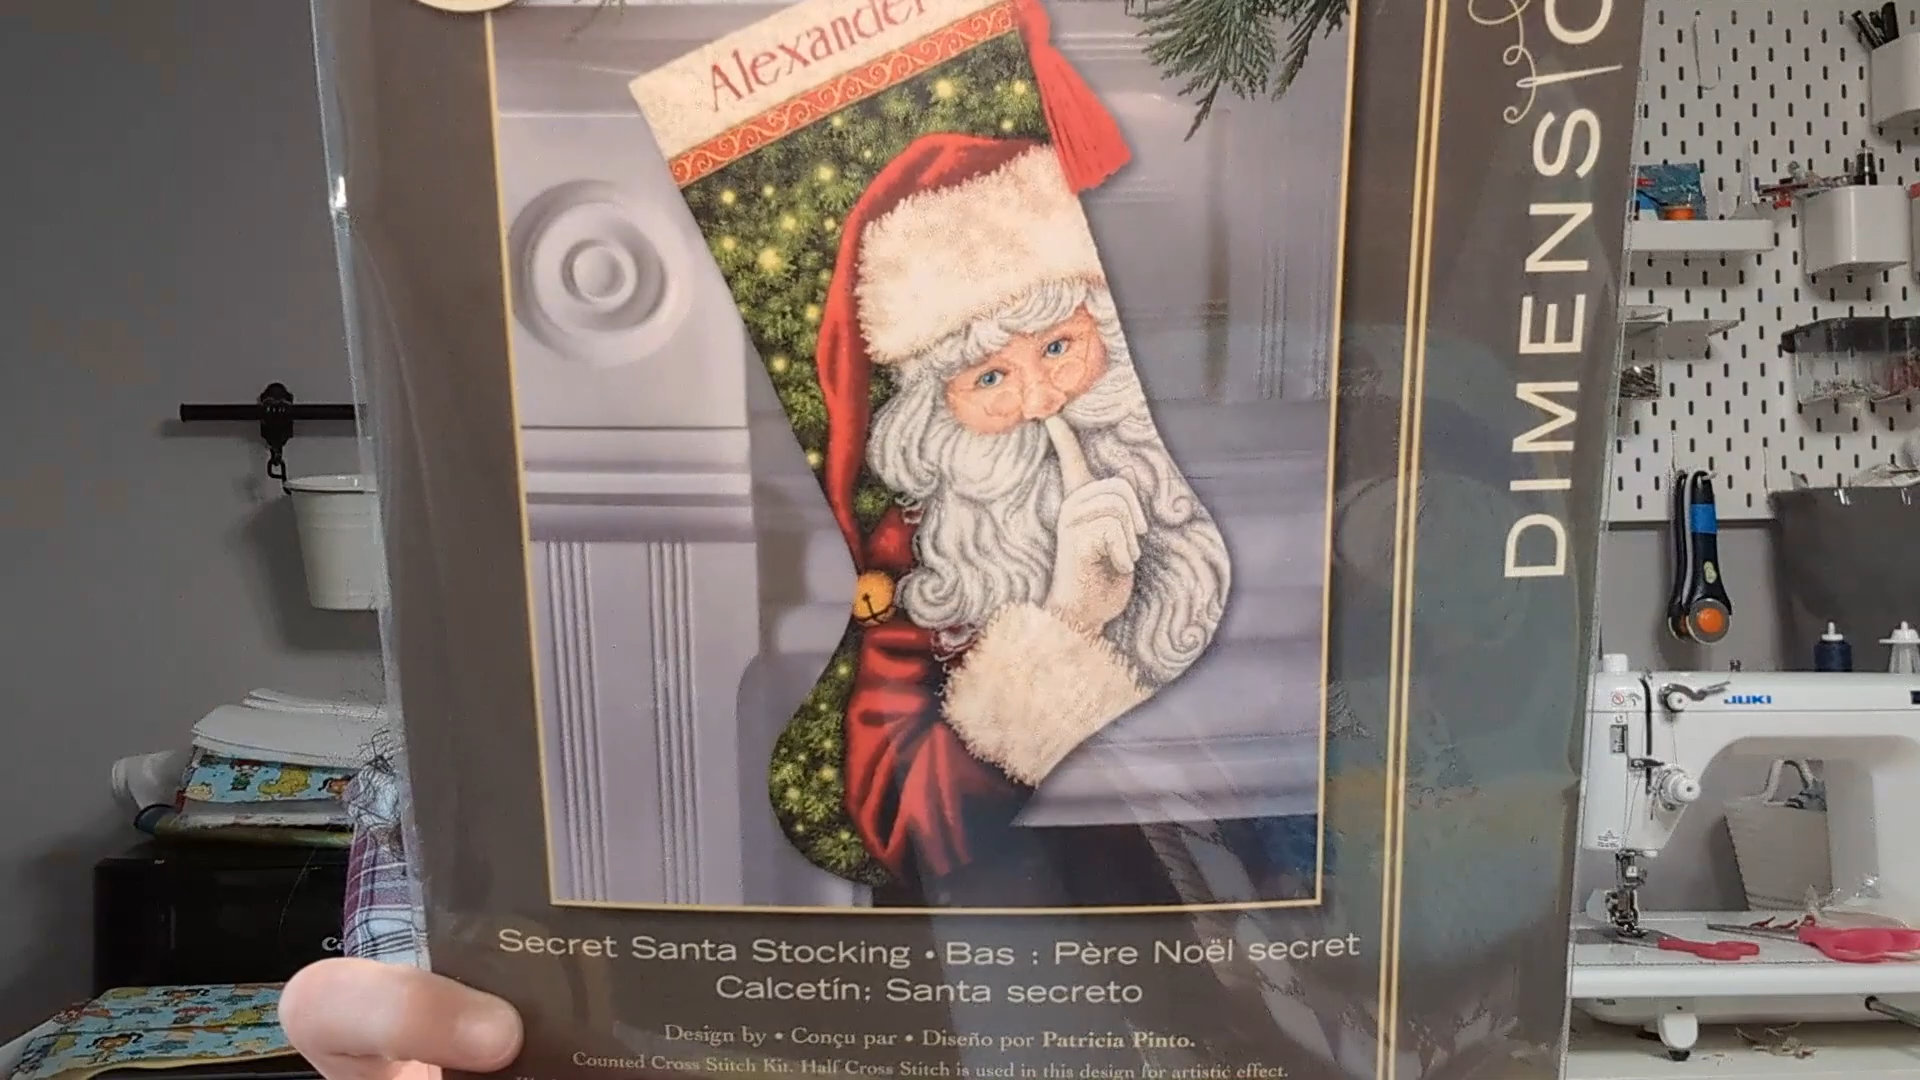 Alexander
DIMENSIO
Secret Santa Stocking • Bas : Père Noël secret
Calcetín: Santa secreto
Design by • Conçu par • Diseño por Patricia Pinto.
Counted Cross Stitch Kit. Half Cross Stitch is used in this design for artistic effect.
JUKI